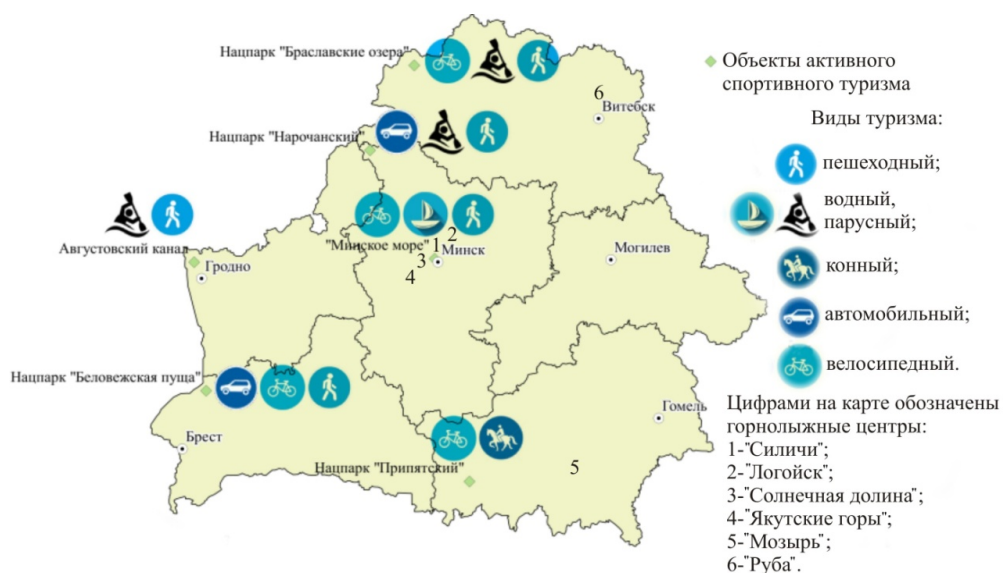 Нацпарк "Браславские озера"
6
Витебск
Нацпарк "Нарочанский"
Августовский канал
Гродно
"Минское море"
1
2
3
4
Минск
Могилев
Нацпарк "Беловежская пуща"
Брест
Нацпарк "Припятский"
5
Гомель
Объекты активного
спортивного туризма
Виды туризма:
пешеходный;
водный,
парусный;
конный;
автомобильный;
велосипедный.
Цифрами на карте обозначены
горнолыжные центры:
1-"Силичи";
2-"Логойск";
3-"Солнечная долина";
4-"Якутские горы";
5-"Мозырь";
6-"Руба".